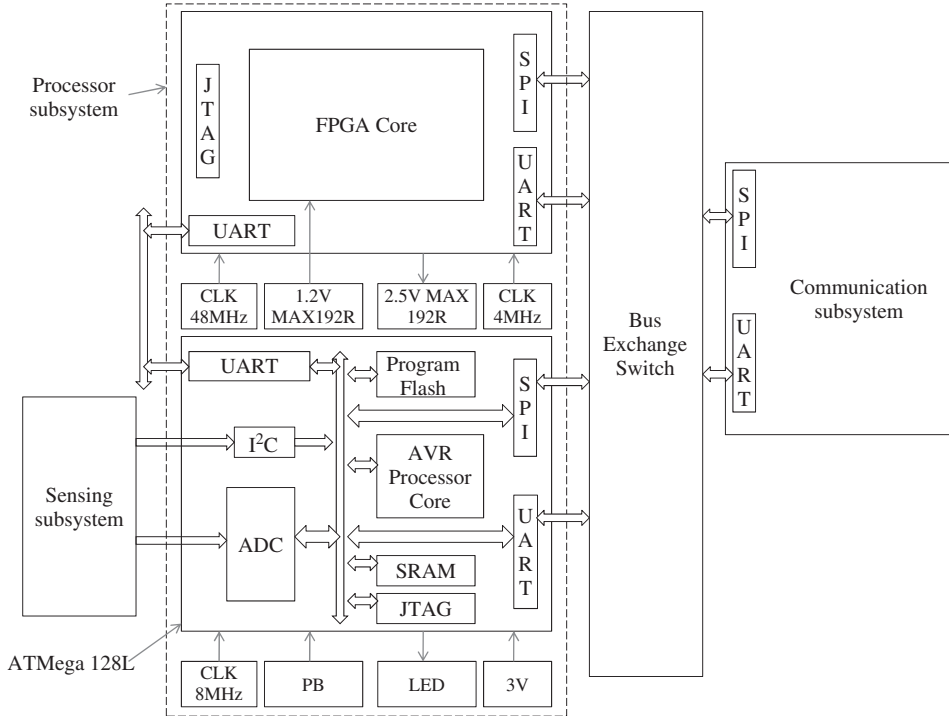 Processor
subsystem
J
T
A
G
FPGA Core
S
P
I
U
A
R
T
UART
CLK
48MHz
1.2V
MAX192R
2.5V MAX
192R
CLK
4MHz
Bus
Exchange
Switch
S
P
I
U
A
R
T
Communication
subsystem
UART
Program
Flash
S
P
I
I²C
AVR
Processor
Core
Sensing
subsystem
ADC
U
A
R
T
SRAM
JTAG
ATMega 128L
CLK
8MHz
PB
LED
3V